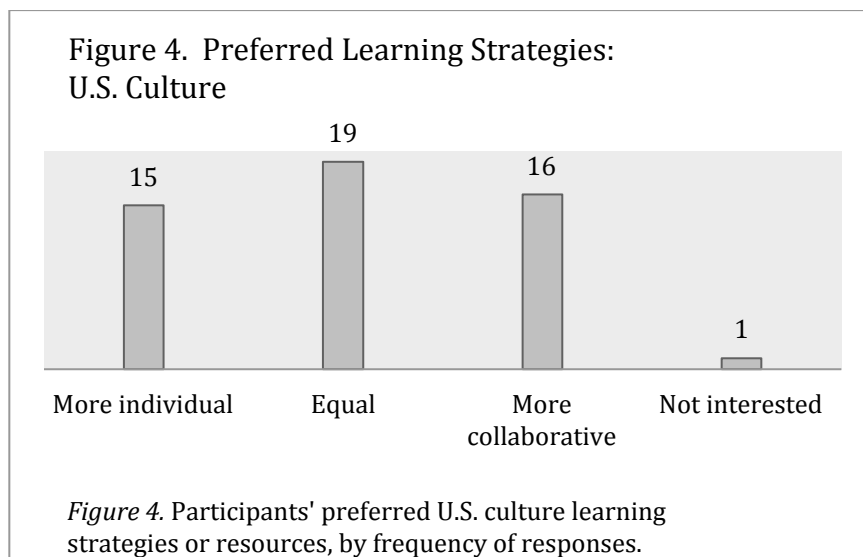 Figure 4. Preferred Learning Strategies:
U.S. Culture
19
16
15
1
More individual
Equal
More
collaborative
Not interested
Figure 4. Participants' preferred U.S. culture learning
strategies or resources, by frequency of responses.